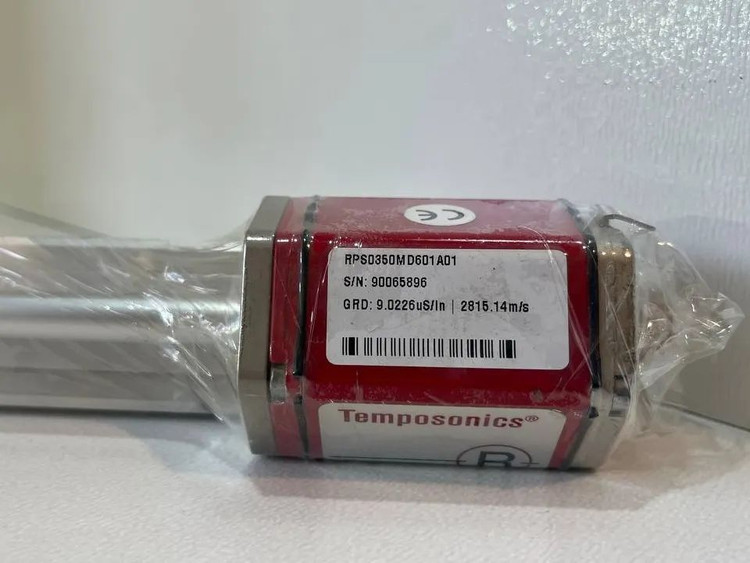 CE
RPS0350MD601A01
S/N: 90065896
GRD: 9.0226uS/In | 2815.14m/s
Temposonics®
R